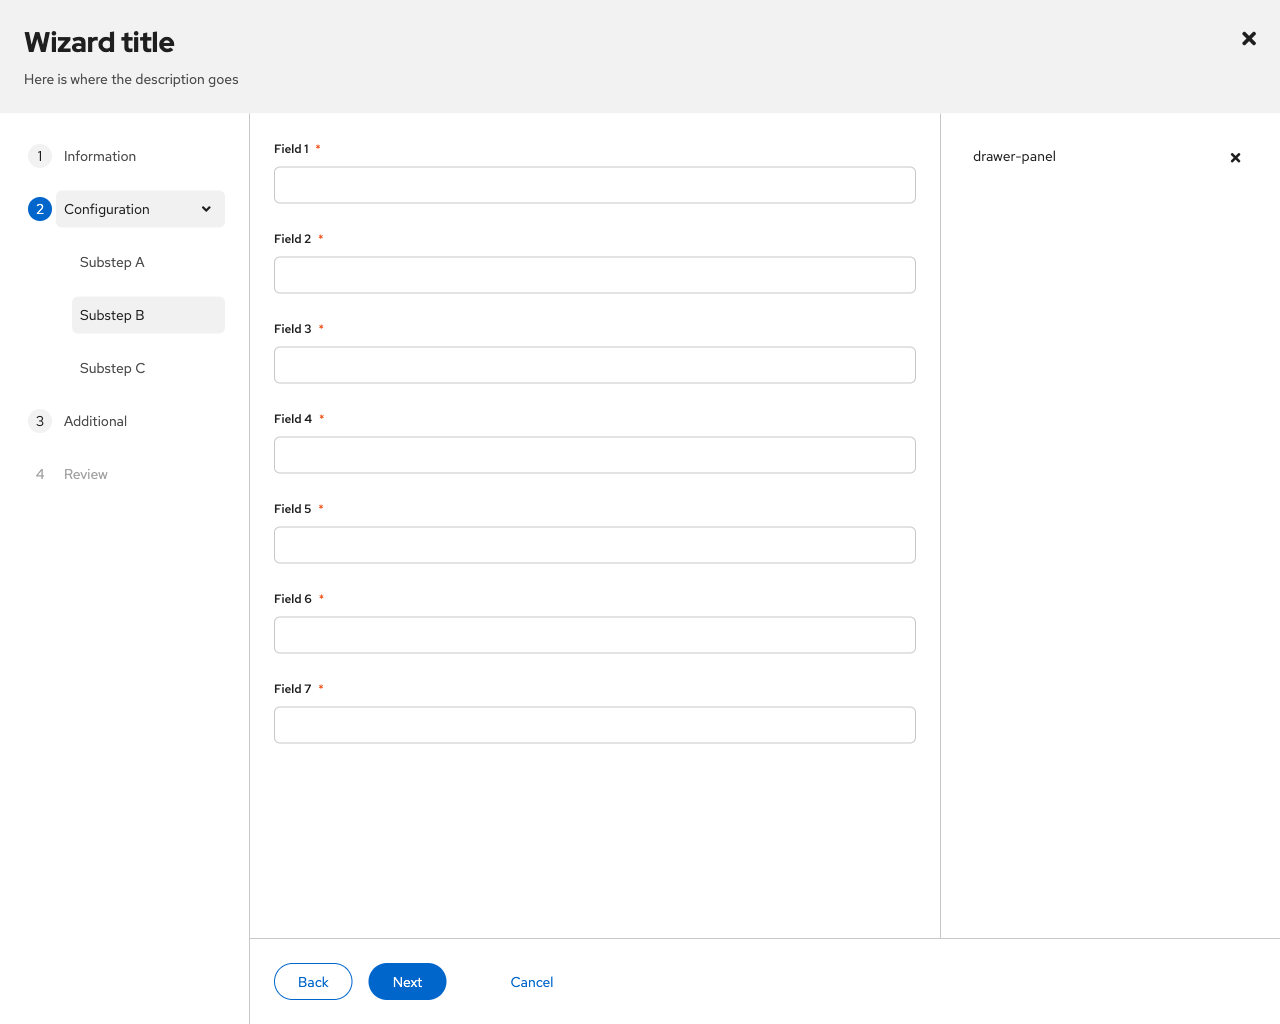 Wizard title
Here is where the description goes
1 Information
2 Configuration
Substep A
Substep B
Substep C
3 Additional
4 Review
Field 1 *
Field 2 *
Field 3 *
Field 4 *
Field 5 *
Field 6 *
Field 7 *
drawer-panel
Back Next Cancel